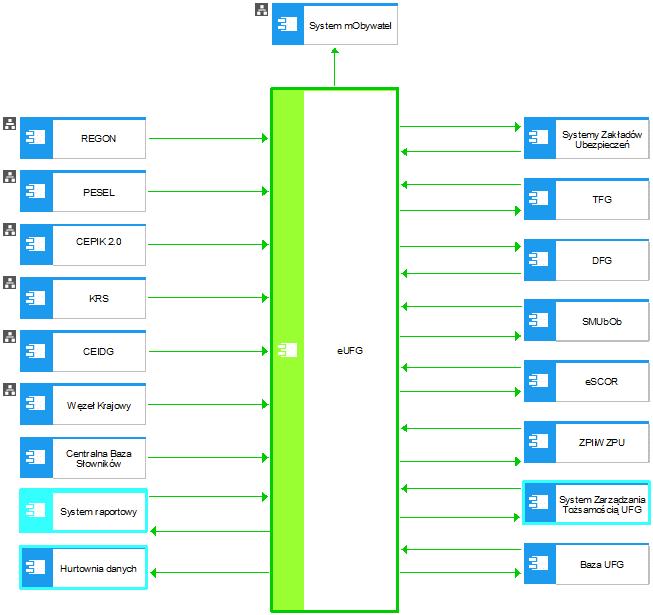 System mObywatel
REGON
PESEL
CEPIK 2.0
KRS
CEIDG
Węzeł Krajowy
Centralna Baza
Słowników
System raportowy
Hurtownia danych
eUFG
Systemy Zakładów
Ubezpieczeń
TFG
DFG
SMUbOb
eSCOR
ZPI\W ZPU
System Zarządzania
Tożsamością UFG
Baza UFG